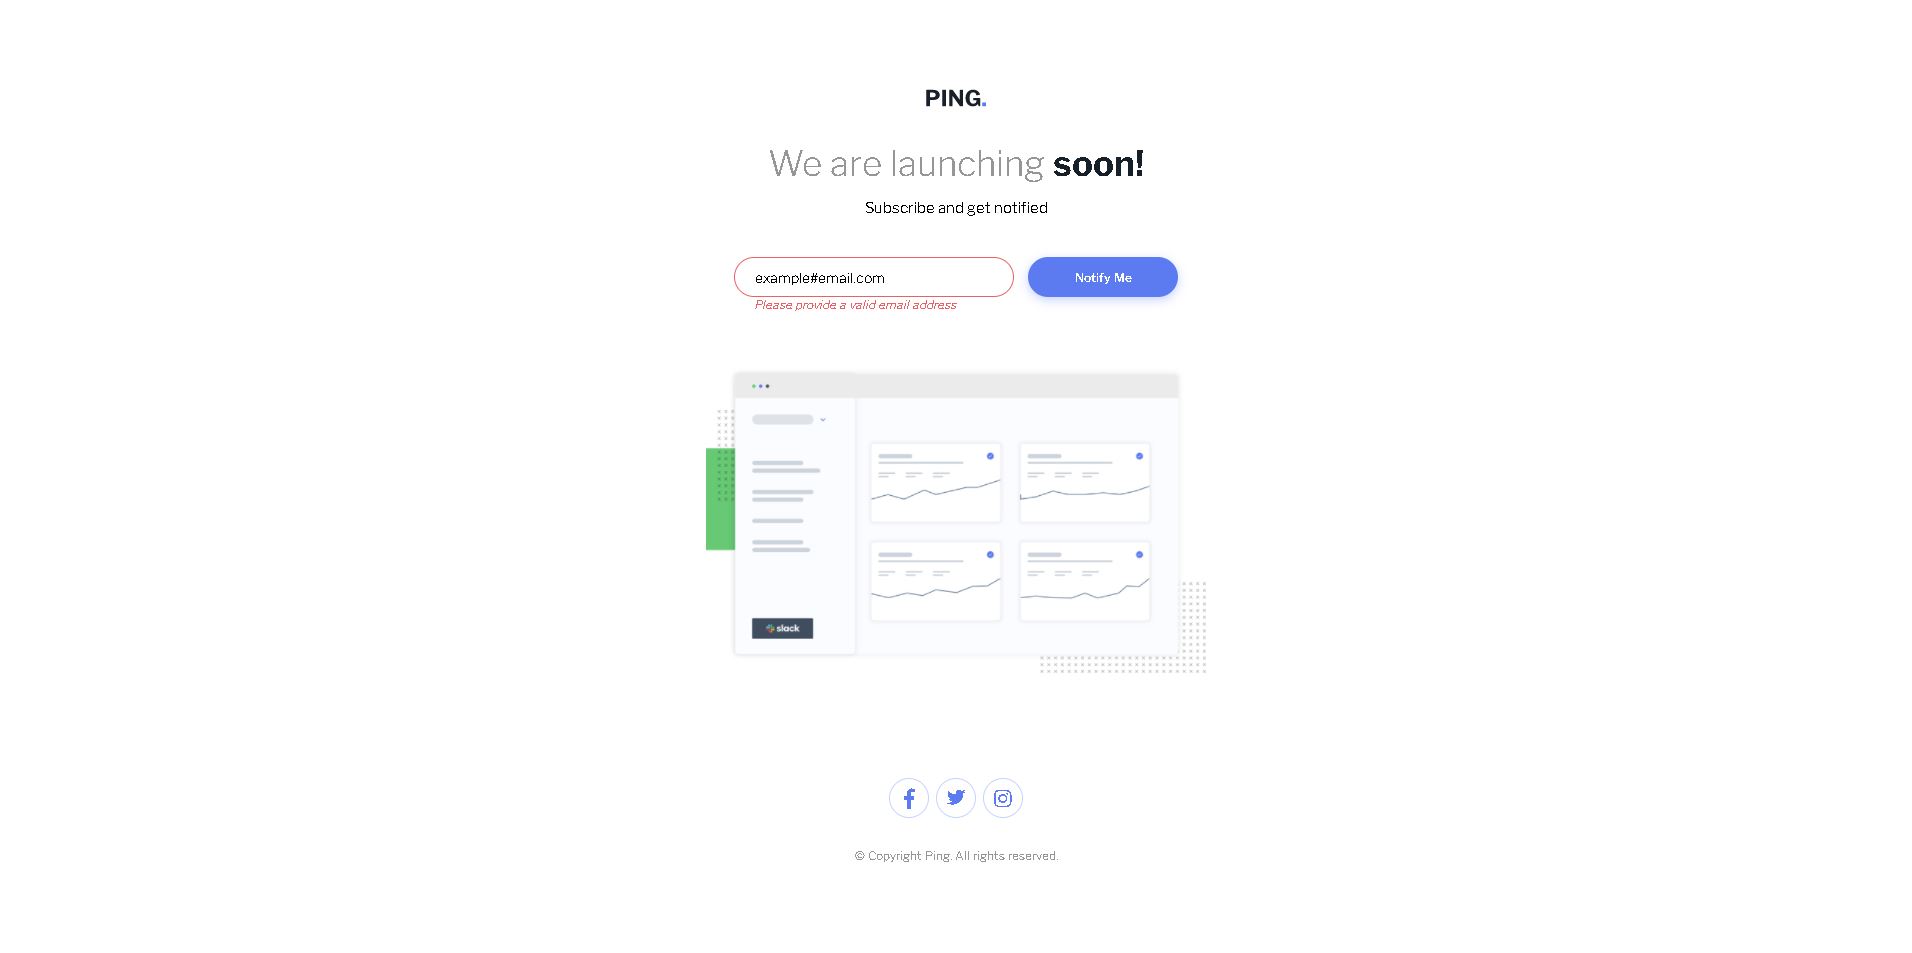 PING.
We are launching soon!
Subscribe and get notified
example#email.com
Notify Me
Please provide a valid email address
slack
© Copyright Ping. All rights reserved.